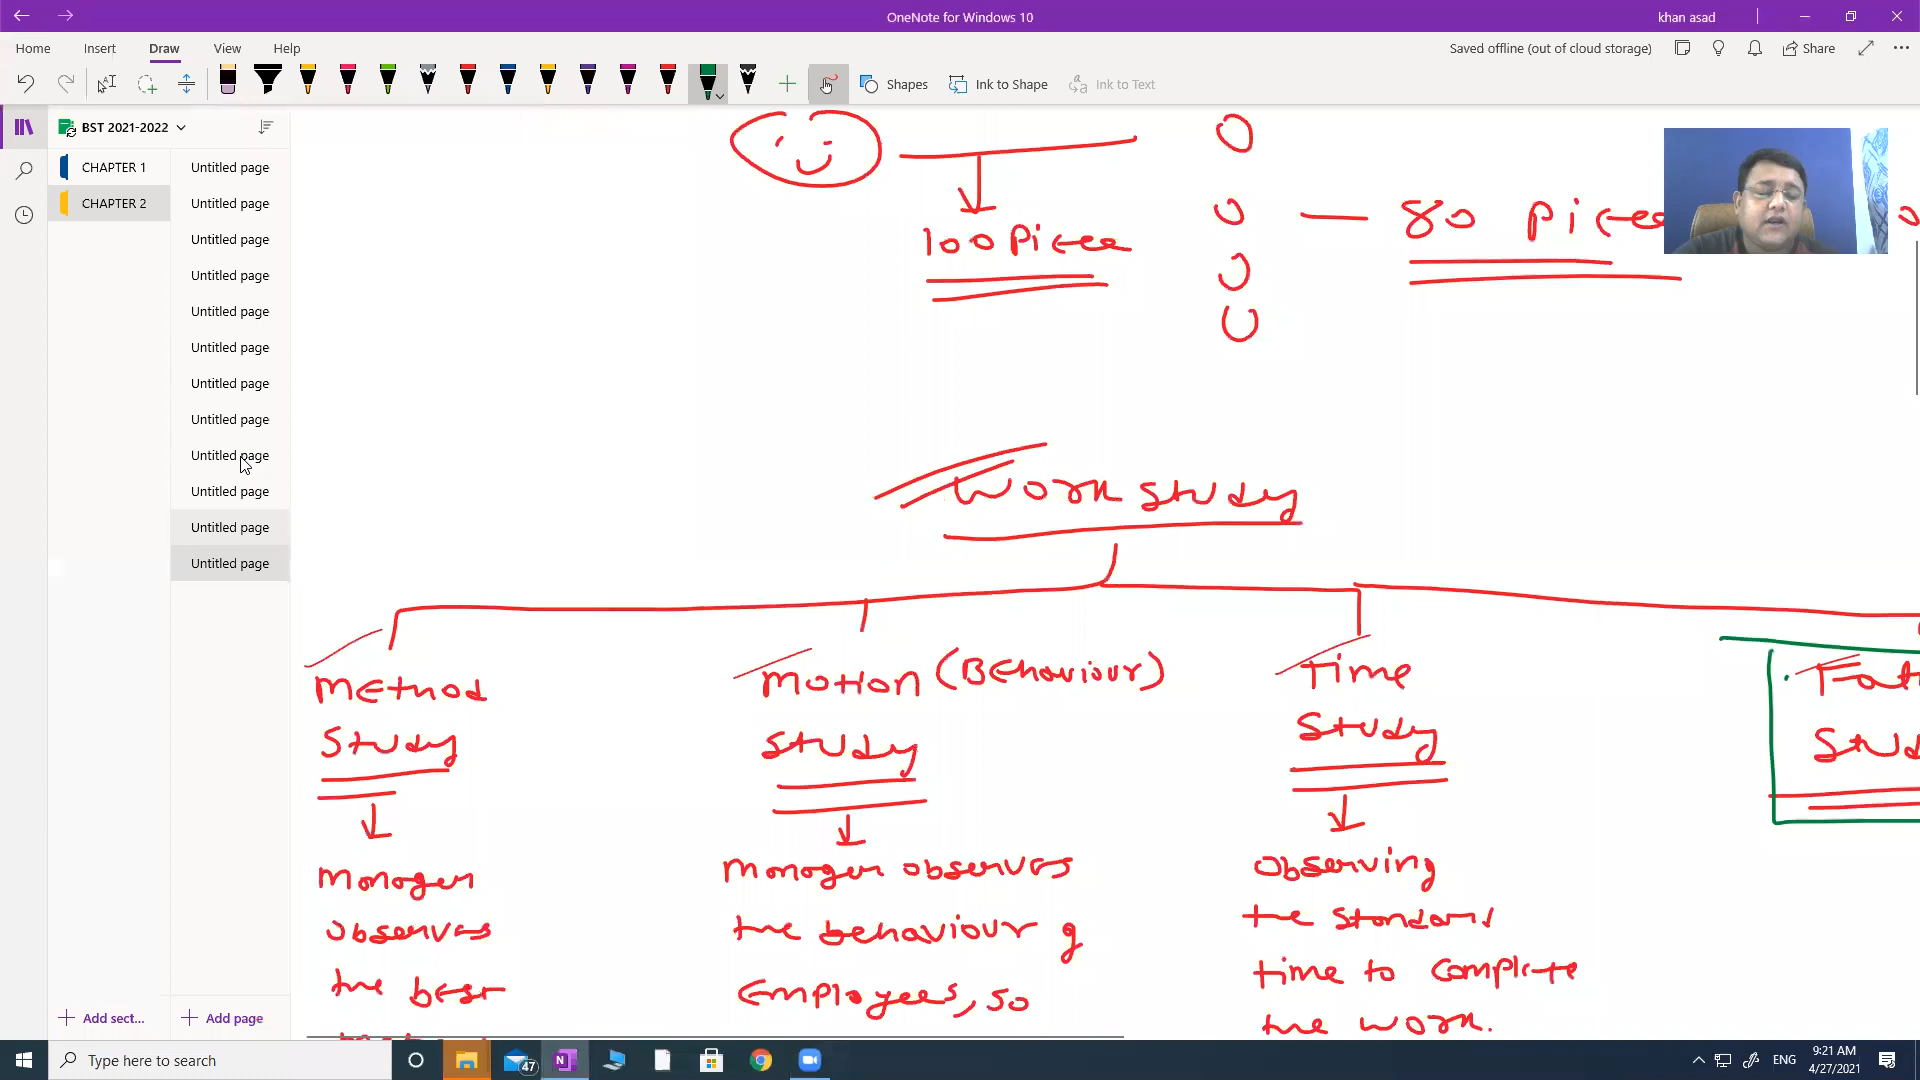 OneNote for Windows 10
khan asad
Home Insert Draw View Help
Saved offline (out of cloud storage)
Share
Shapes
Ink to Shape
Ink to Text
BST 2021-2022
CHAPTER 1
CHAPTER 2
Untitled page
Untitled page
Untitled page
Untitled page
Untitled page
Untitled page
Untitled page
Untitled page
Untitled page
Untitled page
Untitled page
Untitled page
Add sect...
Add page
100 Piece
80 Piece
Work Study
Method
Study
Manager
observes
the best
Motion (Behaviour)
Study
Manager observes
the behaviour of
Employees, so
Time
Study
Observing
the standard
time to complete
the work.
Fat
Stud
Type here to search
47
ENG
9:21 AM
4/27/2021